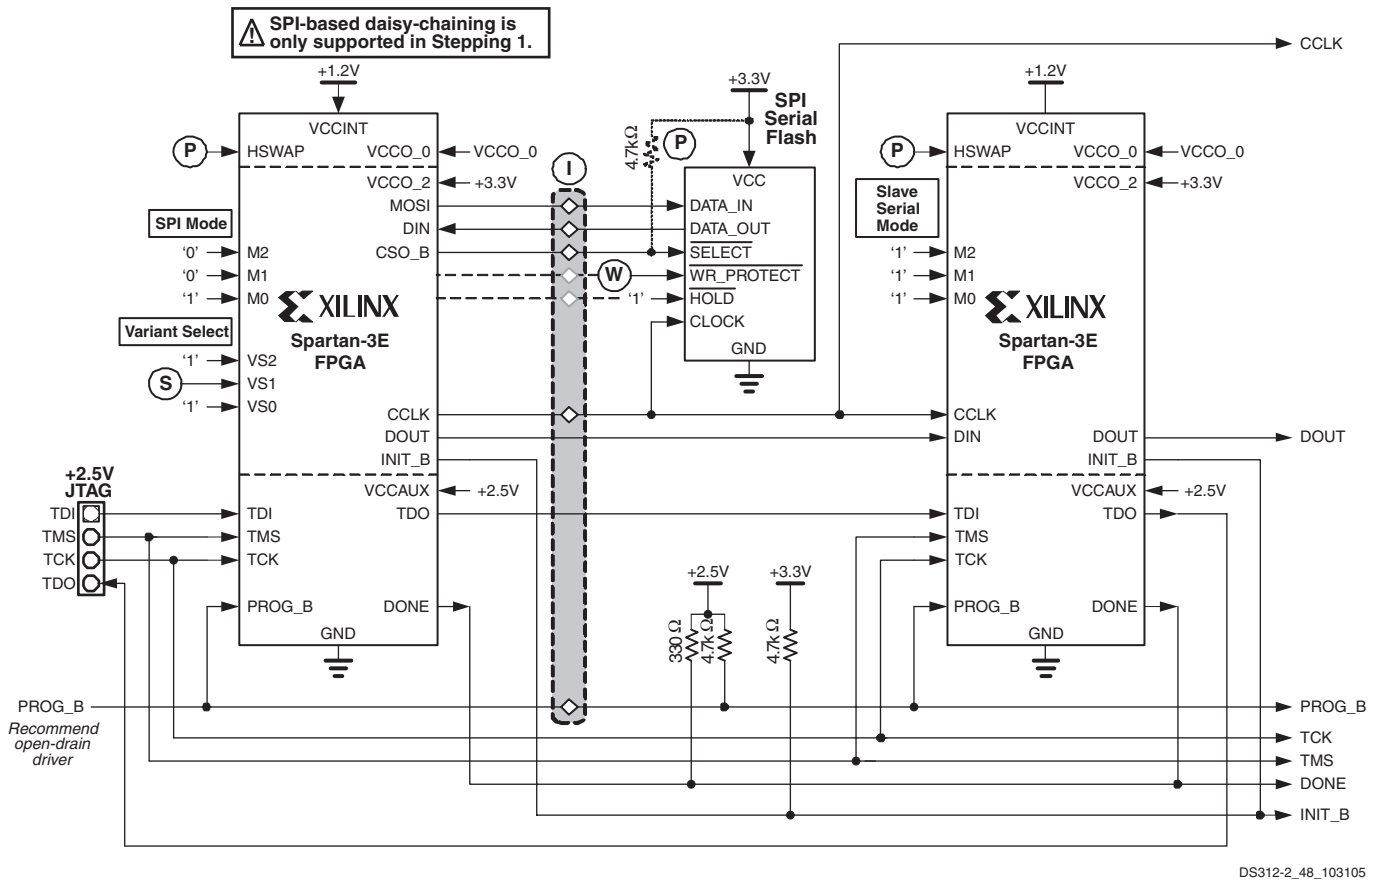 SPI-based daisy-chaining is
only supported in Stepping 1.
CCLK
+1.2V
+3.3V
+1.2V
SPI
Serial
Flash
VCCINT
P
HSWAP
VCCO_0
VCCO_0
4.7kΩ
P
VCCINT
P
HSWAP
VCCO_0
VCCO_0
I
VCCO_2
+3.3V
VCC
VCCO_2
+3.3V
MOSI
DATA_IN
Slave
Serial
Mode
SPI Mode
DIN
DATA_OUT
'0'
M2
CSO_B
SELECT
'1'
M2
'0'
M1
W
WR_PROTECT
'1'
M1
'1'
M0
'1'
HOLD
'1'
M0
XILINX
XILINX
CLOCK
Variant Select
Spartan-3E
FPGA
GND
Spartan-3E
FPGA
'1'
VS2
S
VS1
'1'
VS0
CCLK
CCLK
DOUT
DIN
DOUT
DOUT
INIT_B
INIT_B
+2.5V
JTAG
VCCAUX
+2.5V
VCCAUX
+2.5V
TDI
TDI
TDO
TDI
TDO
TMS
TMS
TMS
TCK
TCK
TCK
TDO
+2.5V
+3.3V
PROG_B
DONE
PROG_B
DONE
GND
330 Ω
4.7k Ω
4.7k Ω
GND
PROG_B
PROG_B
Recommend
open-drain
driver
TCK
TMS
DONE
INIT_B
DS312-2_48_103105